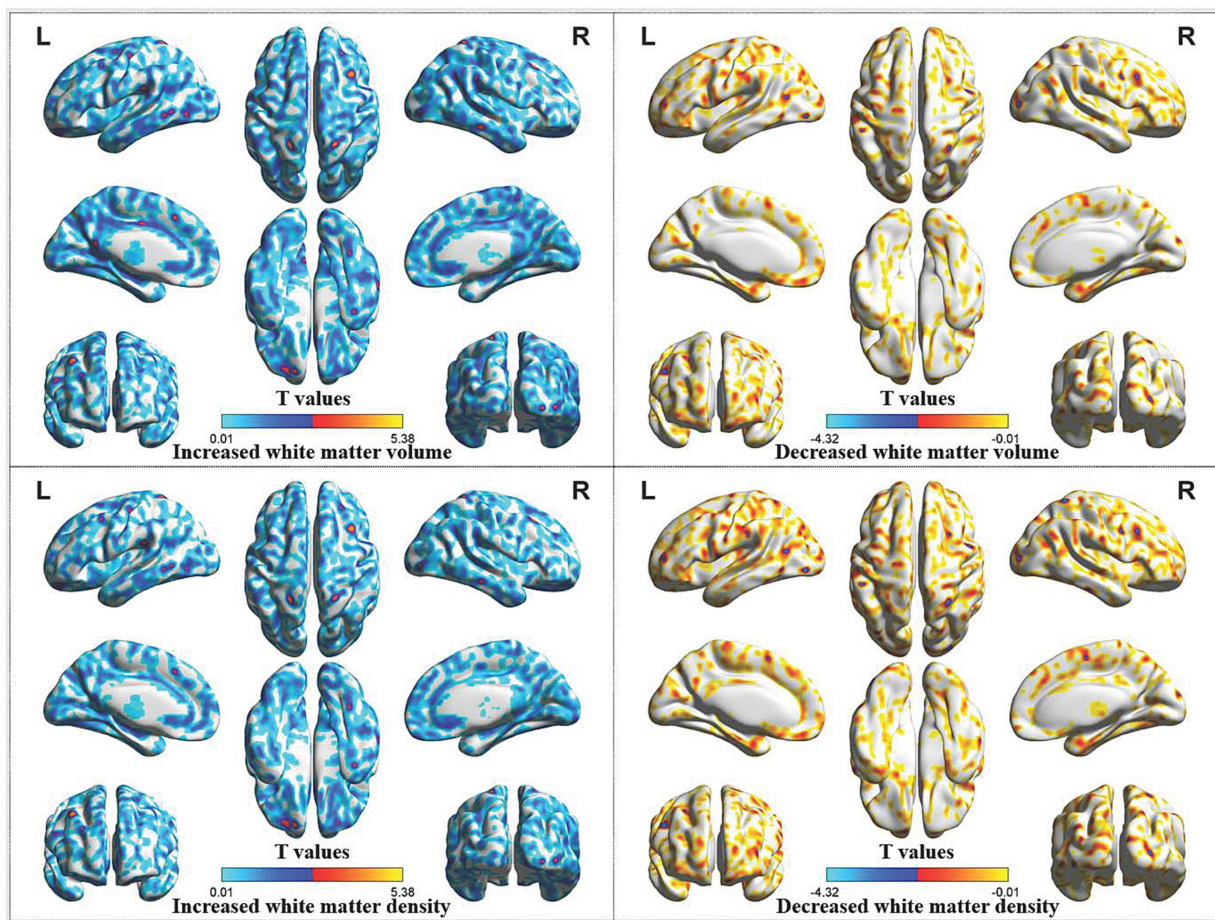 L
R
T values
0.01
5.38
Increased white matter volume
L
R
T values
-4.32
-0.01
Decreased white matter volume
L
R
T values
0.01
5.38
Increased white matter density
L
R
T values
-4.32
-0.01
Decreased white matter density